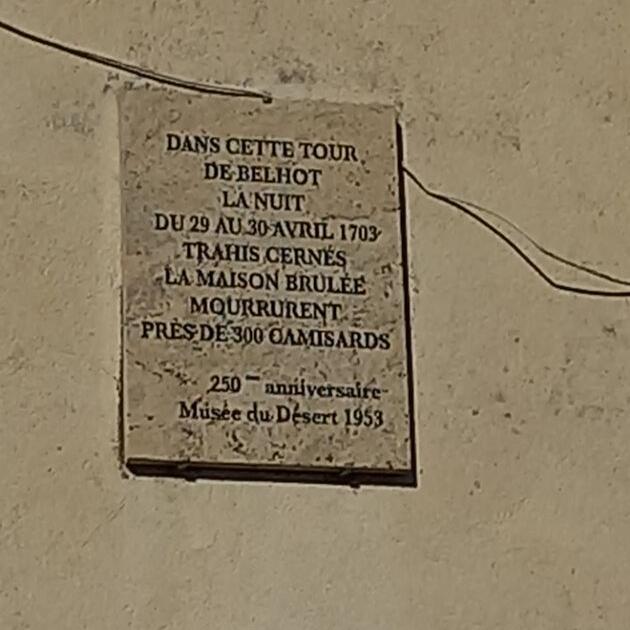 DANS CETTE TOUR
DE BELHOT
LA NUIT
DU 29 AU 30 AVRIL 1703
TRAHIS CERNÉS
LA MAISON BRULÉE
MOURRURENT
PRÈS DE 300 CAMISARDS
250 anniversaire
Musée du Désert 1953